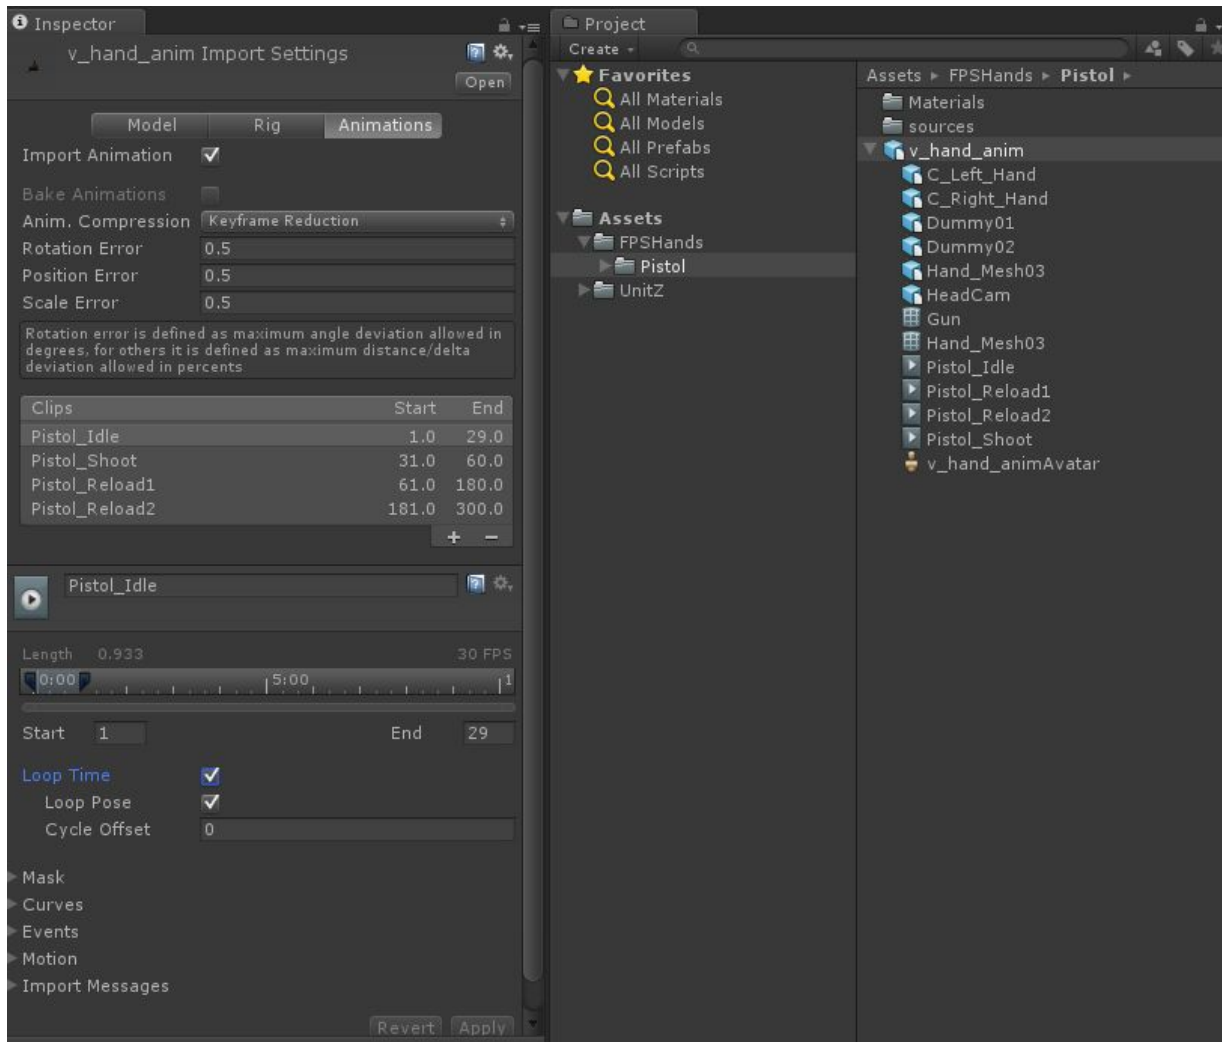 Inspector
v_hand_anim Import Settings
Open
Model Rig Animations
Import Animation
Bake Animations
Anim. Compression Keyframe Reduction
Rotation Error 0.5
Position Error 0.5
Scale Error 0.5
Rotation error is defined as maximum angle deviation allowed in
degrees, for others it is defined as maximum distance/delta
deviation allowed in percents
Clips Start End
Pistol_Idle 1.0 29.0
Pistol_Shoot 31.0 60.0
Pistol_Reload1 61.0 180.0
Pistol_Reload2 181.0 300.0
+ −
Pistol_Idle
Length 0.933 30 FPS
0:00 5:00 1
Start 1 End 29
Loop Time
Loop Pose
Cycle Offset 0
Mask
Curves
Events
Motion
Import Messages
Revert Apply
Project
Create
Favorites
All Materials
All Models
All Prefabs
All Scripts
Assets
FPSHands
Pistol
UnitZ
Assets ▸ FPSHands ▸ Pistol ▸
Materials
sources
v_hand_anim
C_Left_Hand
C_Right_Hand
Dummy01
Dummy02
Hand_Mesh03
HeadCam
Gun
Hand_Mesh03
Pistol_Idle
Pistol_Reload1
Pistol_Reload2
Pistol_Shoot
v_hand_animAvatar